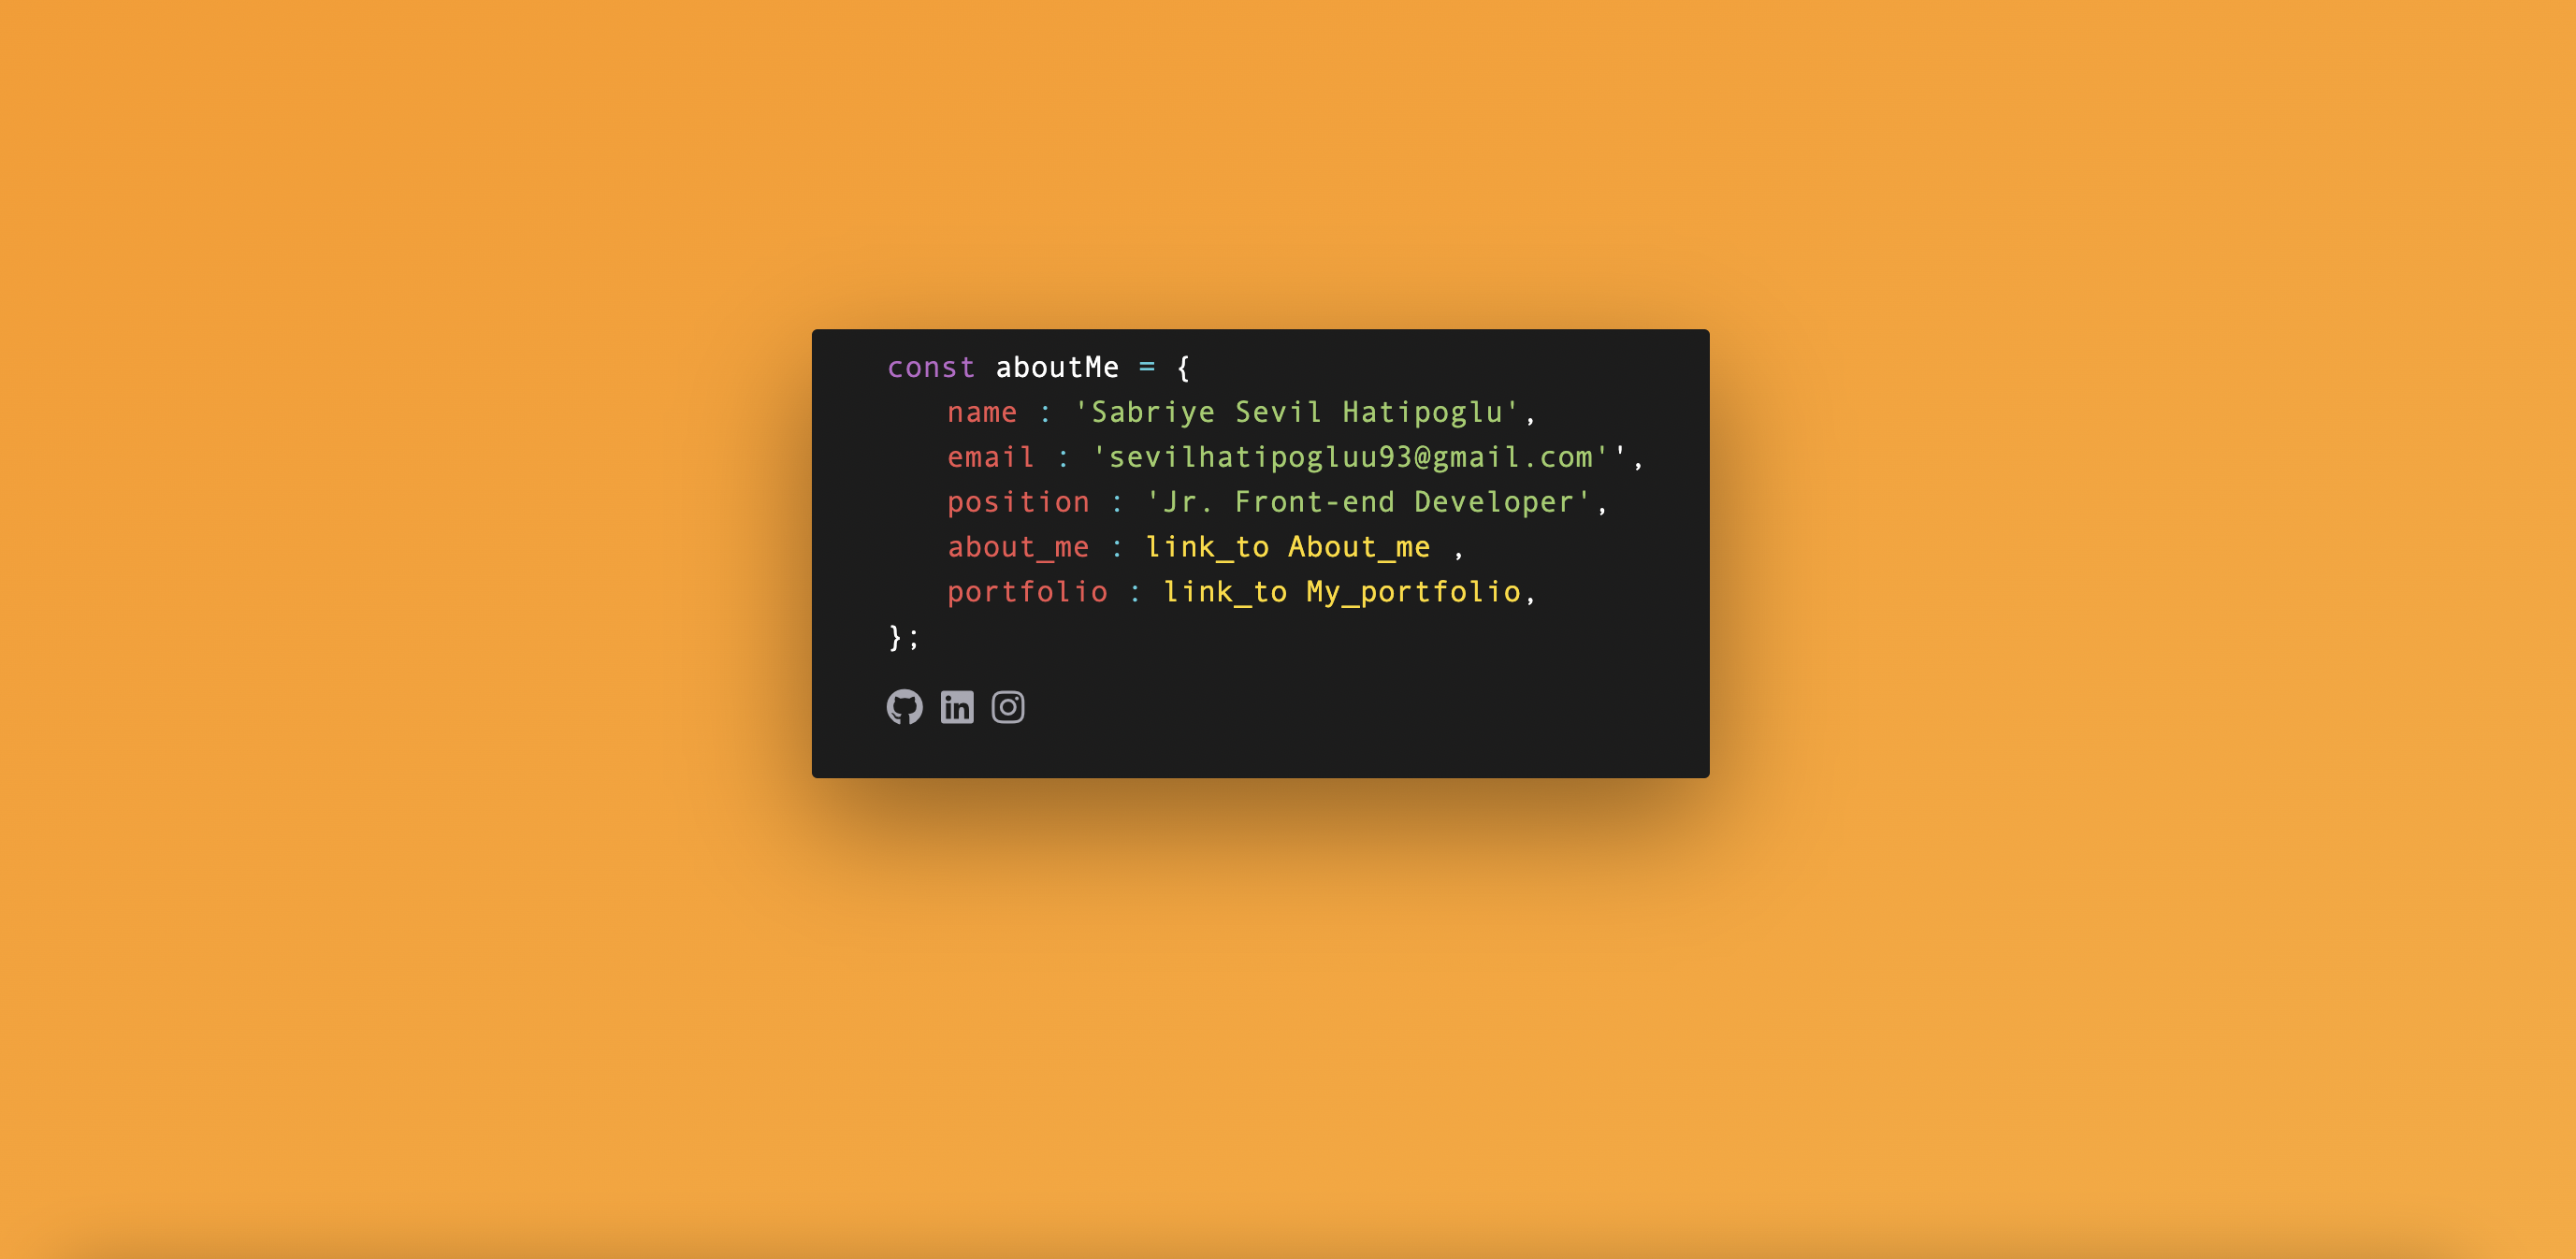 const aboutMe = {
name : 'Sabriye Sevil Hatipoglu',
email : 'sevilhatipogluu93@gmail.com'',
position : 'Jr. Front-end Developer',
about_me : link_to About_me ,
portfolio : link_to My_portfolio,
};
in